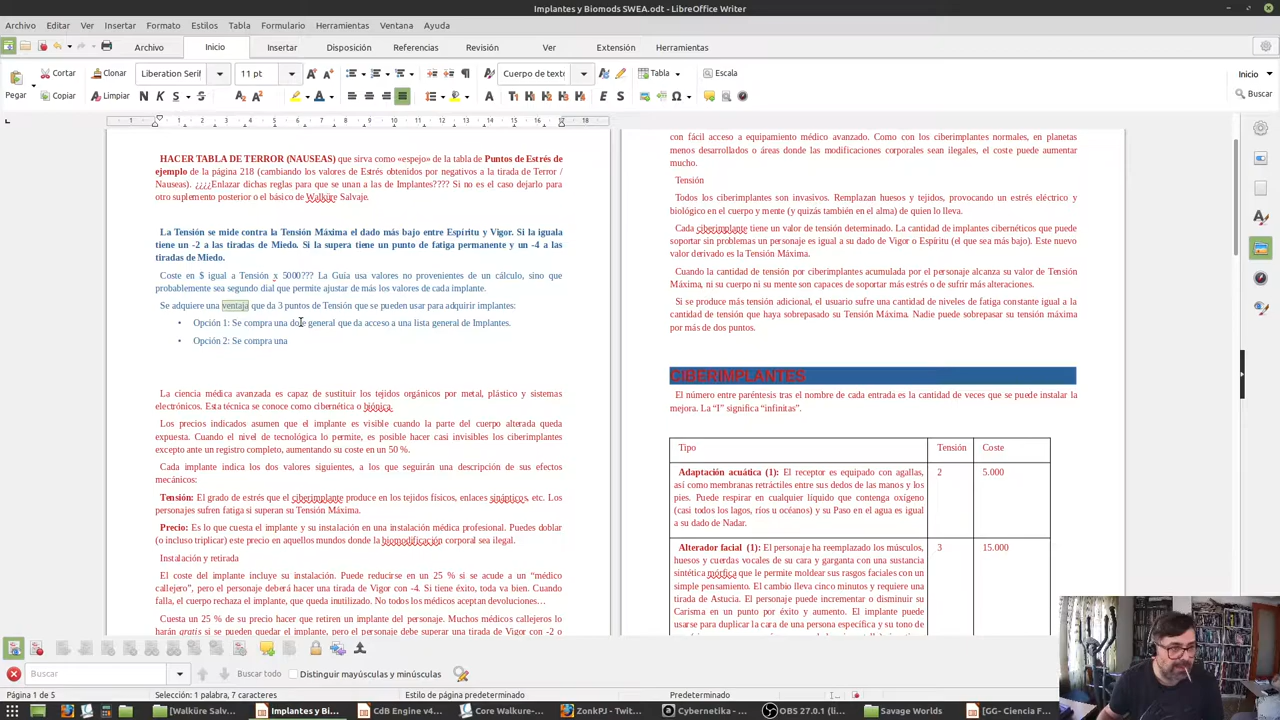 Implantes y Biomods SWEA.odt - LibreOffice Writer
Archivo Editar Ver Insertar Formato Estilos Tabla Formulario Herramientas Ventana Ayuda
Archivo Inicio Insertar Disposición Referencias Revisión Ver Extensión Herramientas
Pegar Cortar Clonar Liberation Serif 11 pt Cuerpo de texto Tabla Escala Inicio
Copiar Limpiar Buscar
HACER TABLA DE TERROR (NAUSEAS) que sirva como «espejo» de la tabla de Puntos de Estrés de
ejemplo de la página 218 (cambiando los valores de Estrés obtenidos por negativos a la tirada de Terror /
Nauseas). ¿¿¿¿Enlazar dichas reglas para que se unan a las de Implantes???? Si no es el caso dejarlo para
otro suplemento posterior o el básico de Walküre Salvaje.
La Tensión se mide contra la Tensión Máxima el dado más bajo entre Espíritu y Vigor. Si la iguala
tiene un -2 a las tiradas de Miedo. Si la supera tiene un punto de fatiga permanente y un -4 a las
tiradas de Miedo.
Coste en $ igual a Tensión x 5000??? La Guía usa valores no provenientes de un cálculo, sino que
probablemente sea segundo dial que permite ajustar de más los valores de cada implante.
Se adquiere una ventaja que da 3 puntos de Tensión que se pueden usar para adquirir implantes:
• Opción 1: Se compra una dote general que da acceso a una lista general de Implantes.
• Opción 2: Se compra una
La ciencia médica avanzada es capaz de sustituir los tejidos orgánicos por metal, plástico y sistemas
electrónicos. Esta técnica se conoce como cibernética o biónica.
Los precios indicados asumen que el implante es visible cuando la parte del cuerpo alterada queda
expuesta. Cuando el nivel de tecnológico lo permite, es posible hacer casi invisibles los ciberimplantes
excepto ante un registro completo, aumentando su coste en un 50 %.
Cada implante indica los dos valores siguientes, a los que seguirán una descripción de sus efectos
mecánicos:
Tensión: El grado de estrés que el ciberimplante produce en los tejidos físicos, enlaces sinápticos, etc. Los
personajes sufren fatiga si superan su Tensión Máxima.
Precio: Es lo que cuesta el implante y su instalación en una instalación médica profesional. Puedes doblar
(o incluso triplicar) este precio en aquellos mundos donde la biomodificación corporal sea ilegal.
Instalación y retirada
El coste del implante incluye su instalación. Puede reducirse en un 25 % si se acude a un “médico
callejero”, pero el personaje deberá hacer una tirada de Vigor con -4. Si tiene éxito, toda va bien. Cuando
falla, el cuerpo rechaza el implante, que queda inutilizado. No todos los médicos aceptan devoluciones…
Cuesta un 25 % de su precio hacer que retiren un implante del personaje. Muchos médicos callejeros lo
harán gratis si se pueden quedar el implante, pero el personaje debe superar una tirada de Vigor con -2 o
con fácil acceso a equipamiento médico avanzado. Como con los ciberimplantes normales, en planetas
menos desarrollados o áreas donde las modificaciones corporales sean ilegales, el coste puede aumentar
mucho.
Tensión
Todos los ciberimplantes son invasivos. Remplazan huesos y tejidos, provocando un estrés eléctrico y
biológico en el cuerpo y mente (y quizás también en el alma) de quien lo lleva.
Cada ciberimplante tiene un valor de tensión determinado. La cantidad de implantes cibernéticos que puede
soportar sin problemas un personaje es igual a su dado de Vigor o Espíritu (el que sea más bajo). Este nuevo
valor derivado es la Tensión Máxima.
Cuando la cantidad de tensión por ciberimplantes acumulada por el personaje alcanza su valor de Tensión
Máxima, ni su cuerpo ni su mente son capaces de soportar más estrés o de sufrir más alteraciones.
Si se produce más tensión adicional, el usuario sufre una cantidad de niveles de fatiga constante igual a la
cantidad de tensión que haya sobrepasado su Tensión Máxima. Nadie puede sobrepasar su tensión máxima
por más de dos puntos.
CIBERIMPLANTES
El número entre paréntesis tras el nombre de cada entrada es la cantidad de veces que se puede instalar la
mejora. La “I” significa “infinitas”.
Tipo Tensión Coste
Adaptación acuática (1): El receptor es equipado con agallas, 2 5.000
así como membranas retráctiles entre sus dedos de las manos y los
pies. Puede respirar en cualquier líquido que contenga oxígeno
(casi todos los lagos, ríos u océanos) y su Paso en el agua es igual
a su dado de Nadar.
Alterador facial (1): El personaje ha reemplazado los músculos, 3 15.000
huesos y cuerdas vocales de su cara y garganta con una sustancia
sintética mórfica que le permite moldear sus rasgos faciales con un
simple pensamiento. El cambio lleva cinco minutos y requiere una
tirada de Astucia. El personaje puede incrementar o disminuir su
Carisma en un punto por éxito y aumento. El implante puede
usarse para duplicar la cara de una persona específica y su tono de
Buscar Buscar todo Distinguir mayúsculas y minúsculas
Página 1 de 5 Selección: 1 palabra, 7 caracteres Estilo de página predeterminado Predeterminado
[Walküre Salv... Implantes y Bi... CdB Engine v4... Core Walkure-... ZonkPJ - Twit... Cybernetika -... OBS 27.0.1 (li... Savage Worlds [GG- Ciencia F...